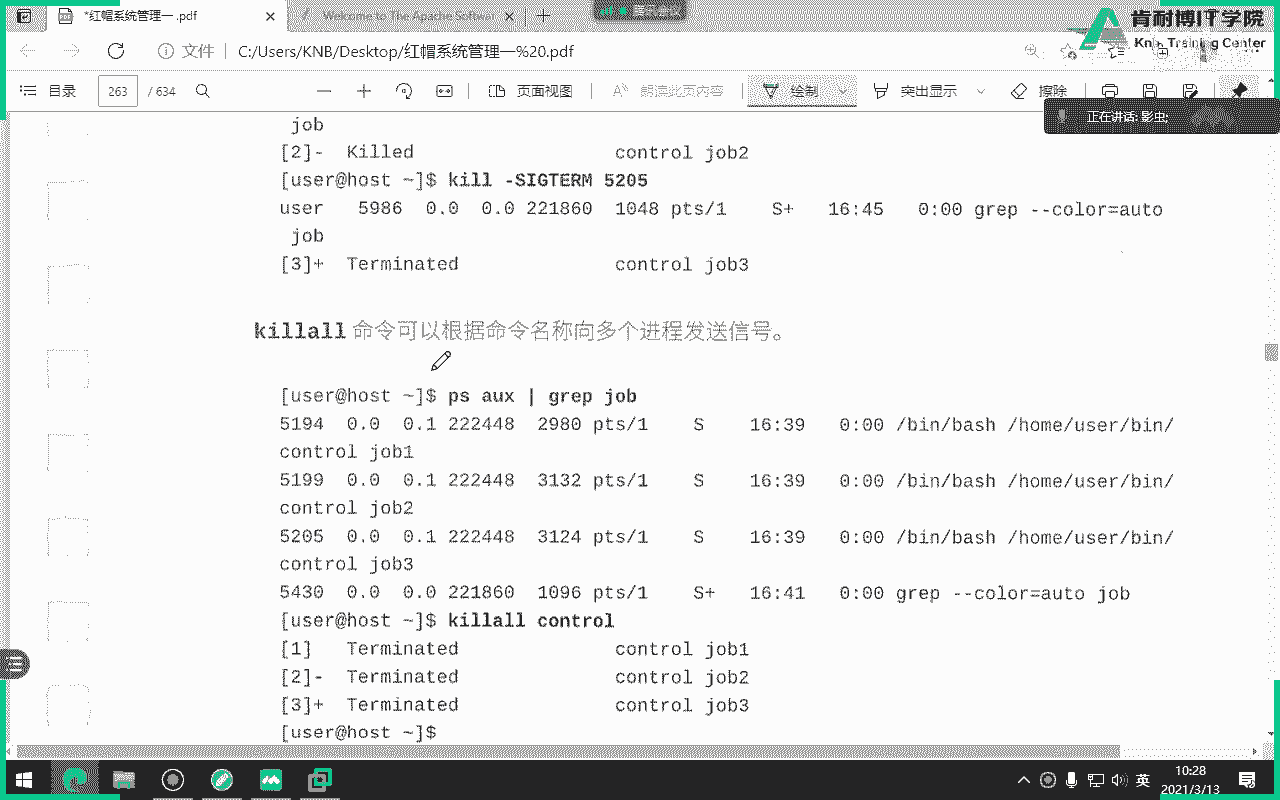 *红帽系统管理一 .pdf
Welcome to The Apache Softwar
肯耐博IT学院
文件
C:/Users/KNB/Desktop/红帽系统管理一%20.pdf
Training Center
目录
263
/ 634
页面视图
朗读此页内容
绘制
突出显示
擦除
正在讲话: 影虫;
job
[2]-  Killed                  control job2
[user@host ~]$ kill -SIGTERM 5205
user   5986  0.0  0.0 221860  1048 pts/1    S+   16:45   0:00 grep --color=auto
job
[3]+  Terminated              control job3
killall 命令可以根据命令名称向多个进程发送信号。
[user@host ~]$ ps aux | grep job
5194  0.0  0.1 222448  2980 pts/1    S    16:39   0:00 /bin/bash /home/user/bin/
control job1
5199  0.0  0.1 222448  3132 pts/1    S    16:39   0:00 /bin/bash /home/user/bin/
control job2
5205  0.0  0.1 222448  3124 pts/1    S    16:39   0:00 /bin/bash /home/user/bin/
control job3
5430  0.0  0.0 221860  1096 pts/1    S+   16:41   0:00 grep --color=auto job
[user@host ~]$ killall control
[1]   Terminated              control job1
[2]-  Terminated              control job2
[3]+  Terminated              control job3
[user@host ~]$
英
10:28
2021/3/13